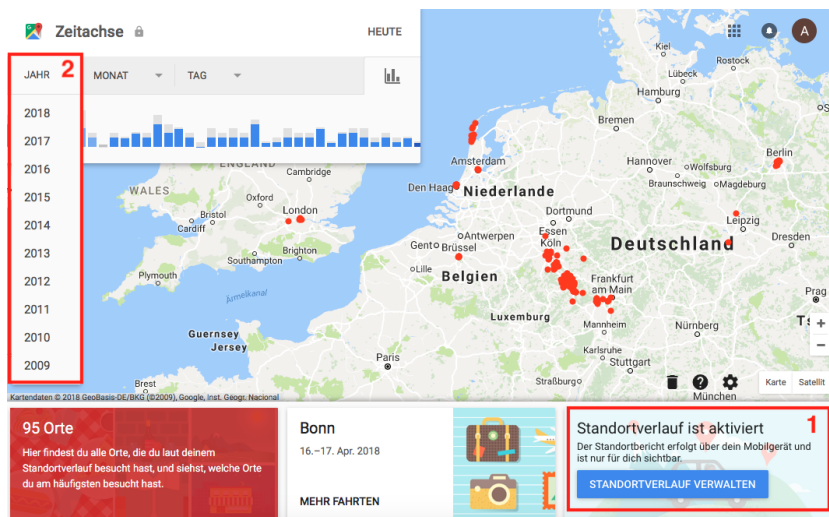 Zeitachse
HEUTE
A
JAHR 2
MONAT
TAG
2018
2017
2016
2015
2014
2013
2012
2011
2010
2009
Kiel
Rostock
Lübeck
Hamburg
Bremen
ENGLAND
Cambridge
WALES
Oxford
London
Bristol
Cardiff
Brighton
Southampton
Plymouth
Jumelkanal
Guernsey
Jersey
Brest
Paris
Amsterdam
Den Haag
Niederlande
Hannover
Wolfsburg
Braunschweig
Magdeburg
Berlin
Dortmund
Essen
Köln
Leipzig
Dresden
Deutschland
Gent
Brüssel
Antwerpen
Lille
Belgien
Frankfurt
am Main
Luxemburg
Mannheim
Nürnberg
Prag
Karlsruhe
Stuttgart
Straßburg
München
+
−
Karte
Satellit
Kartendaten © 2018 GeoBasis-DE/BKG (©2009), Google, Inst. Geogr. Nacional
95 Orte
Hier findest du alle Orte, die du laut deinem
Standortverlauf besucht hast, und siehst, welche Orte
du am häufigsten besucht hast.
Bonn
16.–17. Apr. 2018
MEHR FAHRTEN
1
Standortverlauf ist aktiviert
Der Standortbericht erfolgt über dein Mobilgerät und
ist nur für dich sichtbar.
STANDORTVERLAUF VERWALTEN